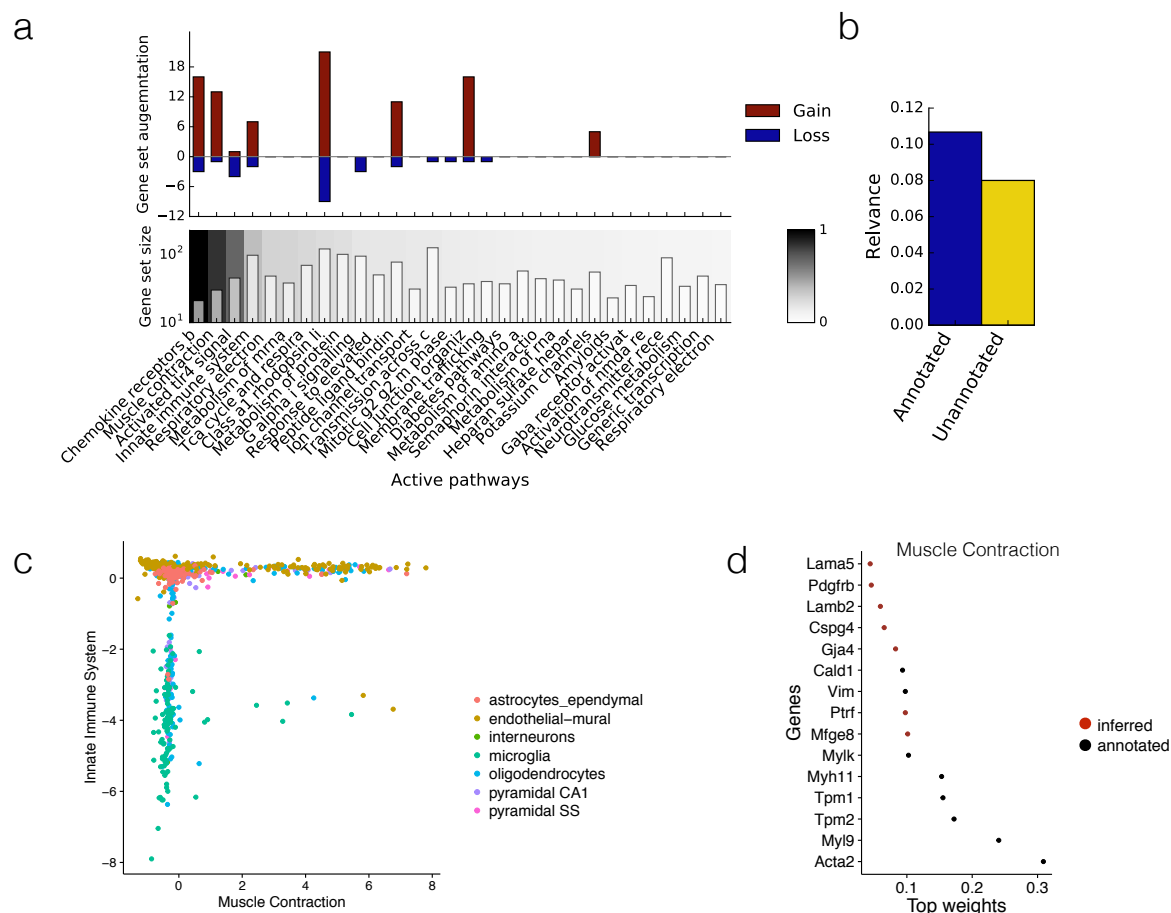 a
Gene set augemntation
18
12
6
0
−6
−12
Gain
Loss
Gene set size
10²
10¹
1
0
Chemokine receptors b
Muscle contraction
Activated tlr4 signal
Innate immune system
Respiratory electron
Metabolism of mrna
Tca cycle and respira
Class a1 rhodopsin li
Metabolism of protein
G alpha i signalling
Response to elevated
Peptide ligand bindin
Ion channel transport
Transmission across c
Mitotic g2 g2 m phase
Cell junction organiz
Membrane trafficking
Diabetes pathways
Metabolism of amino a
Semaphorin interactio
Metabolism of rna
Heparan sulfate hepar
Potassium channels
Amyloids
Gaba receptor activat
Activation of nmda re
Neurotransmitter rece
Glucose metabolism
Generic transcription
Respiratory electron
Active pathways
b
Relvance
0.12
0.10
0.08
0.06
0.04
0.02
0.00
Annotated
Unannotated
c
Innate Immune System
0
−2
−4
−6
−8
0 2 4 6 8
Muscle Contraction
astrocytes_ependymal
endothelial−mural
interneurons
microglia
oligodendrocytes
pyramidal CA1
pyramidal SS
d
Muscle Contraction
Genes
Lama5
Pdgfrb
Lamb2
Cspg4
Gja4
Cald1
Vim
Ptrf
Mfge8
Mylk
Myh11
Tpm1
Tpm2
Myl9
Acta2
0.1 0.2 0.3
Top weights
inferred
annotated